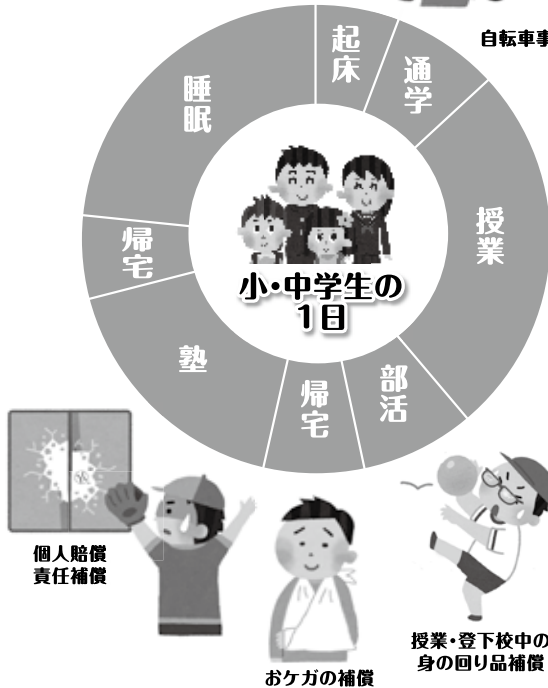 自転車事
起床
通学
授業
部活
帰宅
塾
帰宅
睡眠
小・中学生の
1日
個人賠償
責任補償
おケガの補償
授業・登下校中の
身の回り品補償